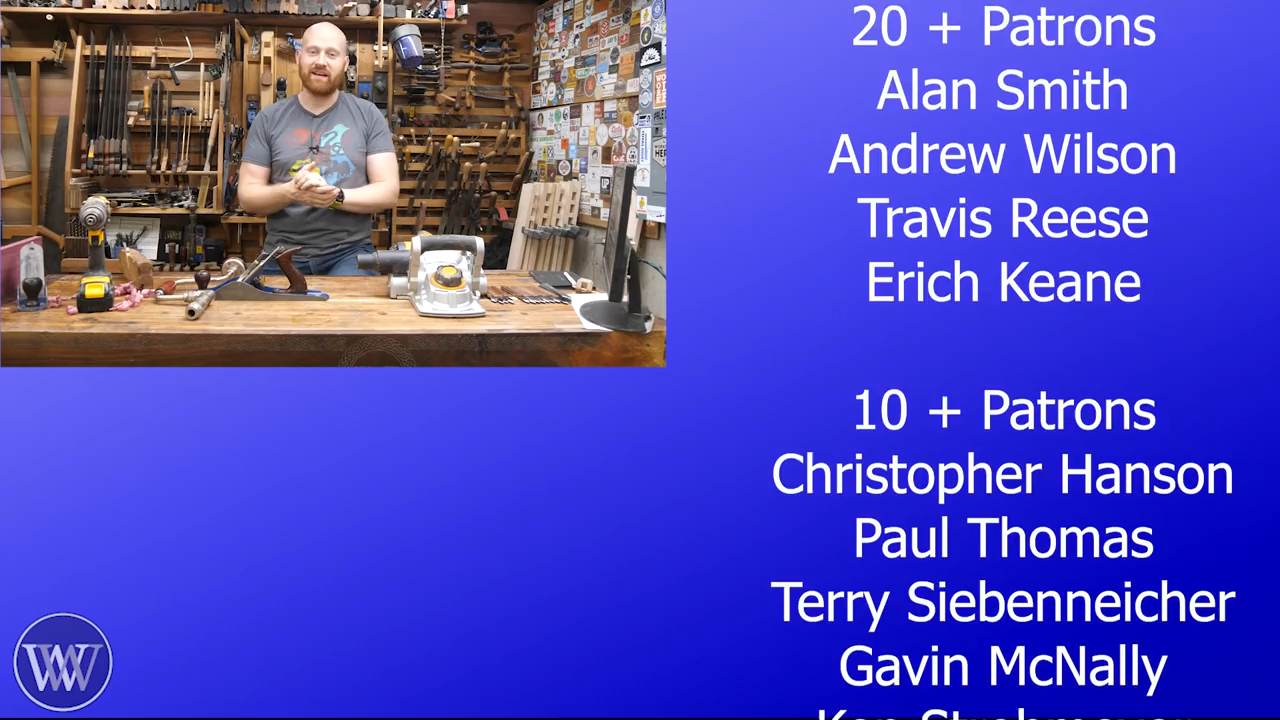 20 + Patrons
Alan Smith
Andrew Wilson
Travis Reese
Erich Keane
10 + Patrons
Christopher Hanson
Paul Thomas
Terry Siebenneicher
Gavin McNally